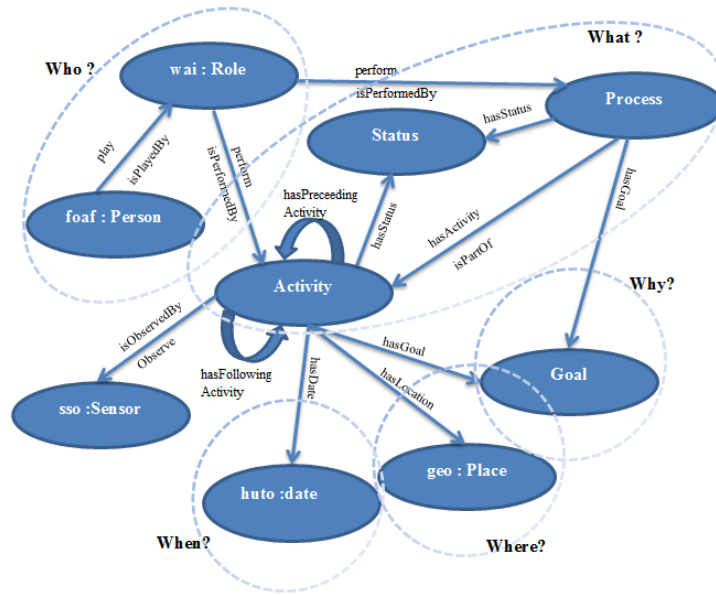 What ?
Who ?
wai : Role
perform
isPerformedBy
Process
hasStatus
Status
play
isPlayedBy
perform
isPerformedBy
hasGoal
foaf : Person
hasPreceeding
Activity
hasStatus
hasActivity
isPartOf
Activity
Why?
isObservedBy
Observe
hasFollowing
Activity
hasDate
hasGoal
hasLocation
Goal
sso :Sensor
huto :date
geo : Place
When?
Where?